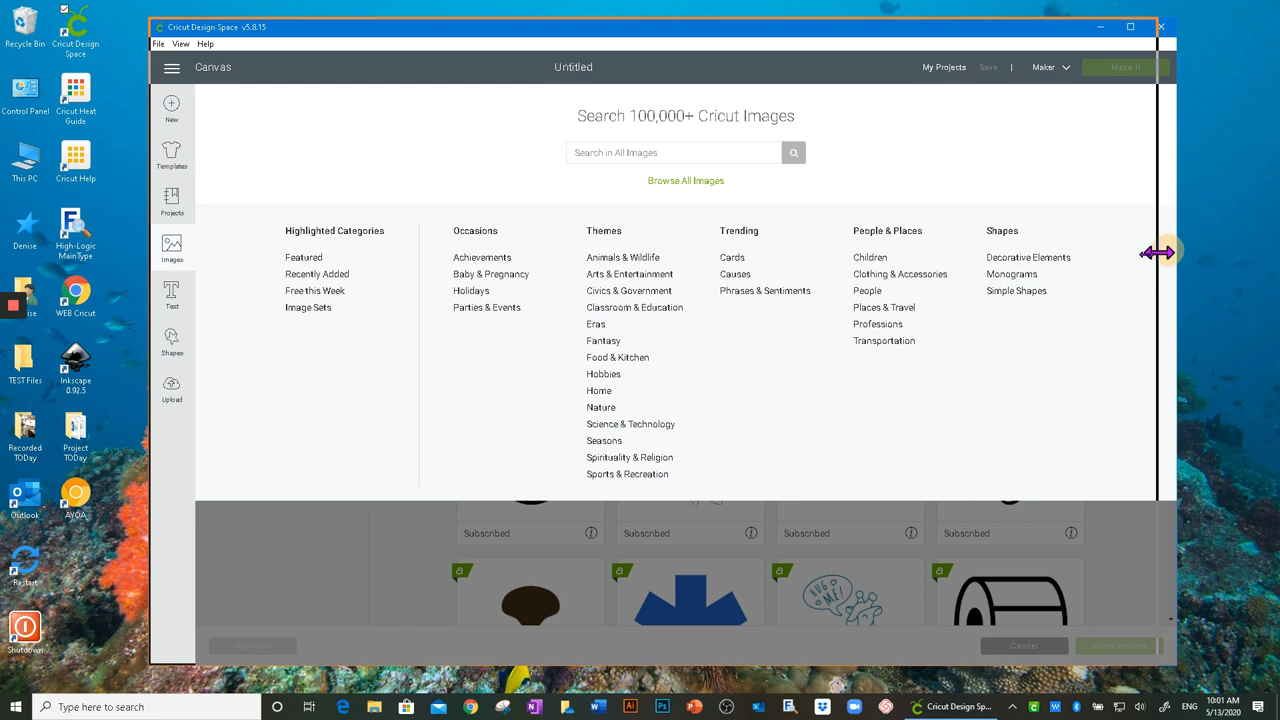 Cricut Design Space v5.8.15
File View Help
Canvas
Untitled
My Projects Save | Maker Make It
New
Templates
Projects
Images
Text
Shapes
Upload
Search 100,000+ Cricut Images
Search in All Images
Browse All Images
Highlighted Categories
Featured
Recently Added
Free this Week
Image Sets
Occasions
Achievements
Baby & Pregnancy
Holidays
Parties & Events
Themes
Animals & Wildlife
Arts & Entertainment
Civics & Government
Classroom & Education
Eras
Fantasy
Food & Kitchen
Hobbies
Home
Nature
Science & Technology
Seasons
Spirituality & Religion
Sports & Recreation
Trending
Cards
Causes
Phrases & Sentiments
People & Places
Children
Clothing & Accessories
People
Places & Travel
Professions
Transportation
Shapes
Decorative Elements
Monograms
Simple Shapes
Subscribed
Subscribed
Subscribed
Subscribed
HUG
ME!
Remove
Cancel
Insert Images
Recycle Bin
Cricut Design
Space
Control Panel
Cricut Heat
Guide
This PC
Cricut Help
Denise
High-Logic
MainType
WEB Cricut
TEST Files
Inkscape
0.92.5
Recorded
TODay
Project
TODay
Outlook
AYOA
Restart
Shutdown
Type here to search
Cricut Design Spa...
ENG
10:01 AM
5/13/2020